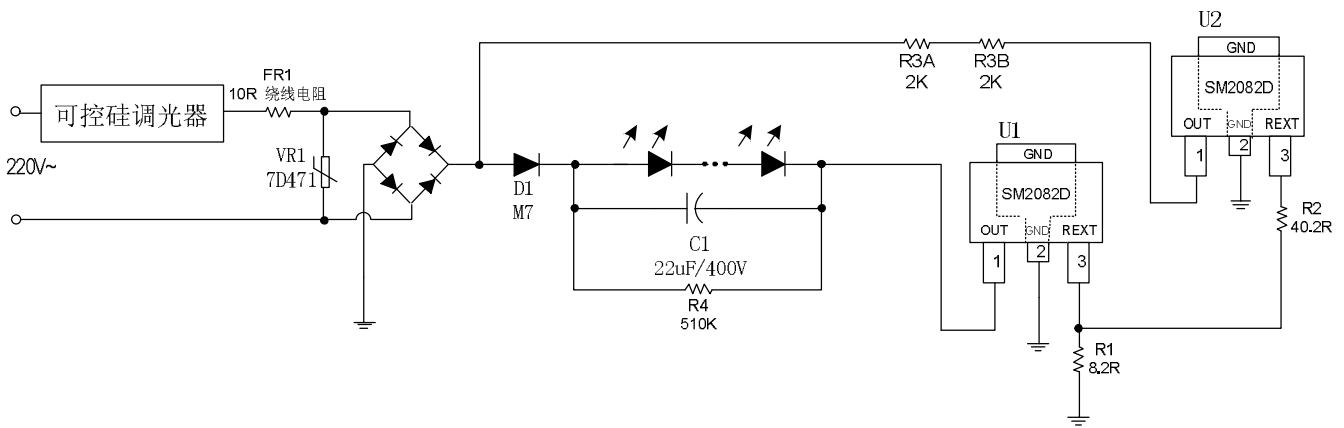 220V~
可控硅调光器
FR1
10R 绕线电阻
VR1
7D471
D1
M7
C1
22uF/400V
R4
510K
R3A
2K
R3B
2K
U1
GND
SM2082D
OUT
GND
REXT
1
2
3
R1
8.2R
U2
GND
SM2082D
OUT
GND
REXT
1
2
3
R2
40.2R